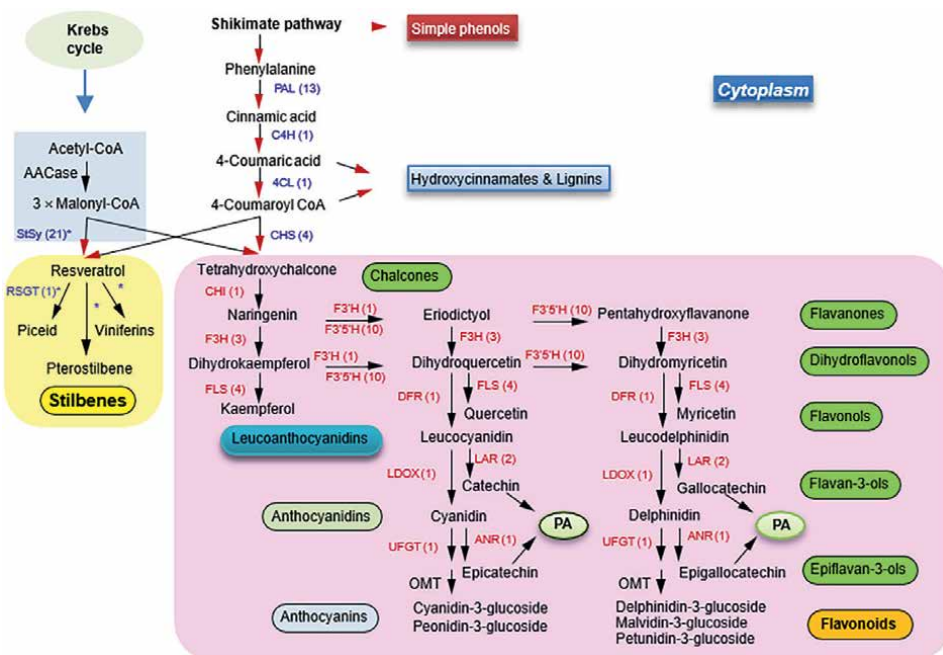 Krebs
cycle
Shikimate pathway
Simple phenols
Phenylalanine
PAL (13)
Cytoplasm
Cinnamic acid
C4H (1)
Acetyl-CoA
AACase
3 × Malonyl-CoA
4-Coumaric acid
4CL (1)
4-Coumaroyl CoA
Hydroxycinnamates & Lignins
StSy (21)*
CHS (4)
Resveratrol
RSGT (1)*
*
*
Piceid
Viniferins
Pterostilbene
Stilbenes
Tetrahydroxychalcone
Chalcones
CHI (1)
Naringenin
F3'H (1)
F3'5'H (10)
Eriodictyol
F3'5'H (10)
Pentahydroxyflavanone
Flavanones
F3H (3)
F3H (3)
F3H (3)
Dihydrokaempferol
F3'H (1)
F3'5'H (10)
Dihydroquercetin
F3'5'H (10)
Dihydromyricetin
Dihydroflavonols
FLS (4)
DFR (1)
FLS (4)
DFR (1)
FLS (4)
Kaempferol
Quercetin
Myricetin
Flavonols
Leucoanthocyanidins
Leucocyanidin
Leucodelphinidin
LDOX (1)
LAR (2)
LDOX (1)
LAR (2)
Catechin
Gallocatechin
Flavan-3-ols
Anthocyanidins
Cyanidin
PA
Delphinidin
PA
UFGT (1)
ANR (1)
UFGT (1)
ANR (1)
OMT
Epicatechin
OMT
Epigallocatechin
Epiflavan-3-ols
Anthocyanins
Cyanidin-3-glucoside
Peonidin-3-glucoside
Delphinidin-3-glucoside
Malvidin-3-glucoside
Petunidin-3-glucoside
Flavonoids